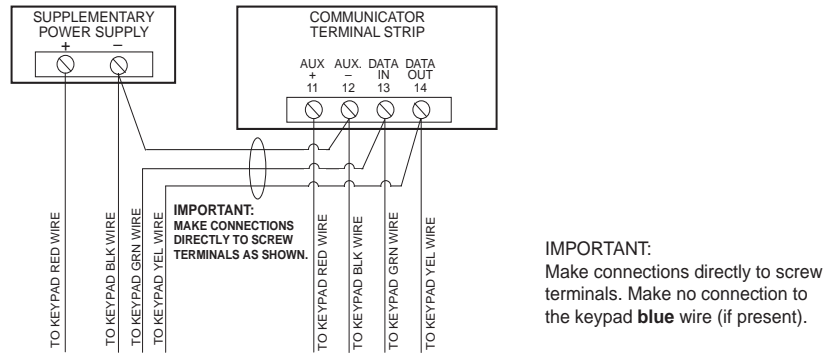 SUPPLEMENTARY
POWER SUPPLY
+ –
COMMUNICATOR
TERMINAL STRIP
AUX AUX. DATA DATA
+ – IN OUT
11 12 13 14
IMPORTANT:
MAKE CONNECTIONS
DIRECTLY TO SCREW
TERMINALS AS SHOWN.
TO KEYPAD RED WIRE
TO KEYPAD BLK WIRE
TO KEYPAD GRN WIRE
TO KEYPAD YEL WIRE
TO KEYPAD RED WIRE
TO KEYPAD BLK WIRE
TO KEYPAD GRN WIRE
TO KEYPAD YEL WIRE
IMPORTANT:
Make connections directly to screw
terminals. Make no connection to
the keypad blue wire (if present).